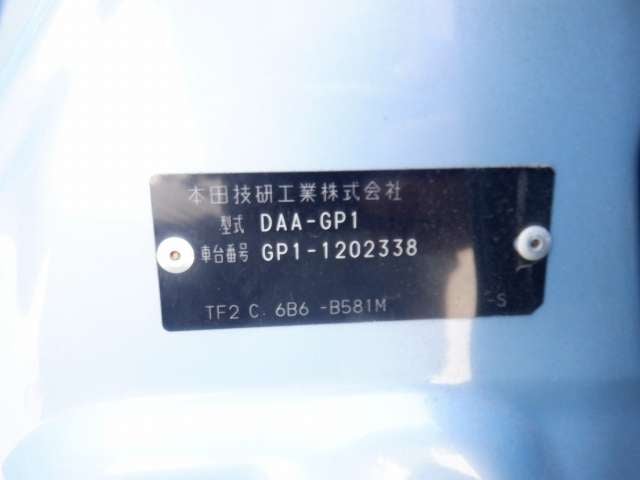 本田技研工業株式会社
型式 DAA-GP1
車台番号 GP1-1202338
TF2 C. 6B6 -B581M -S